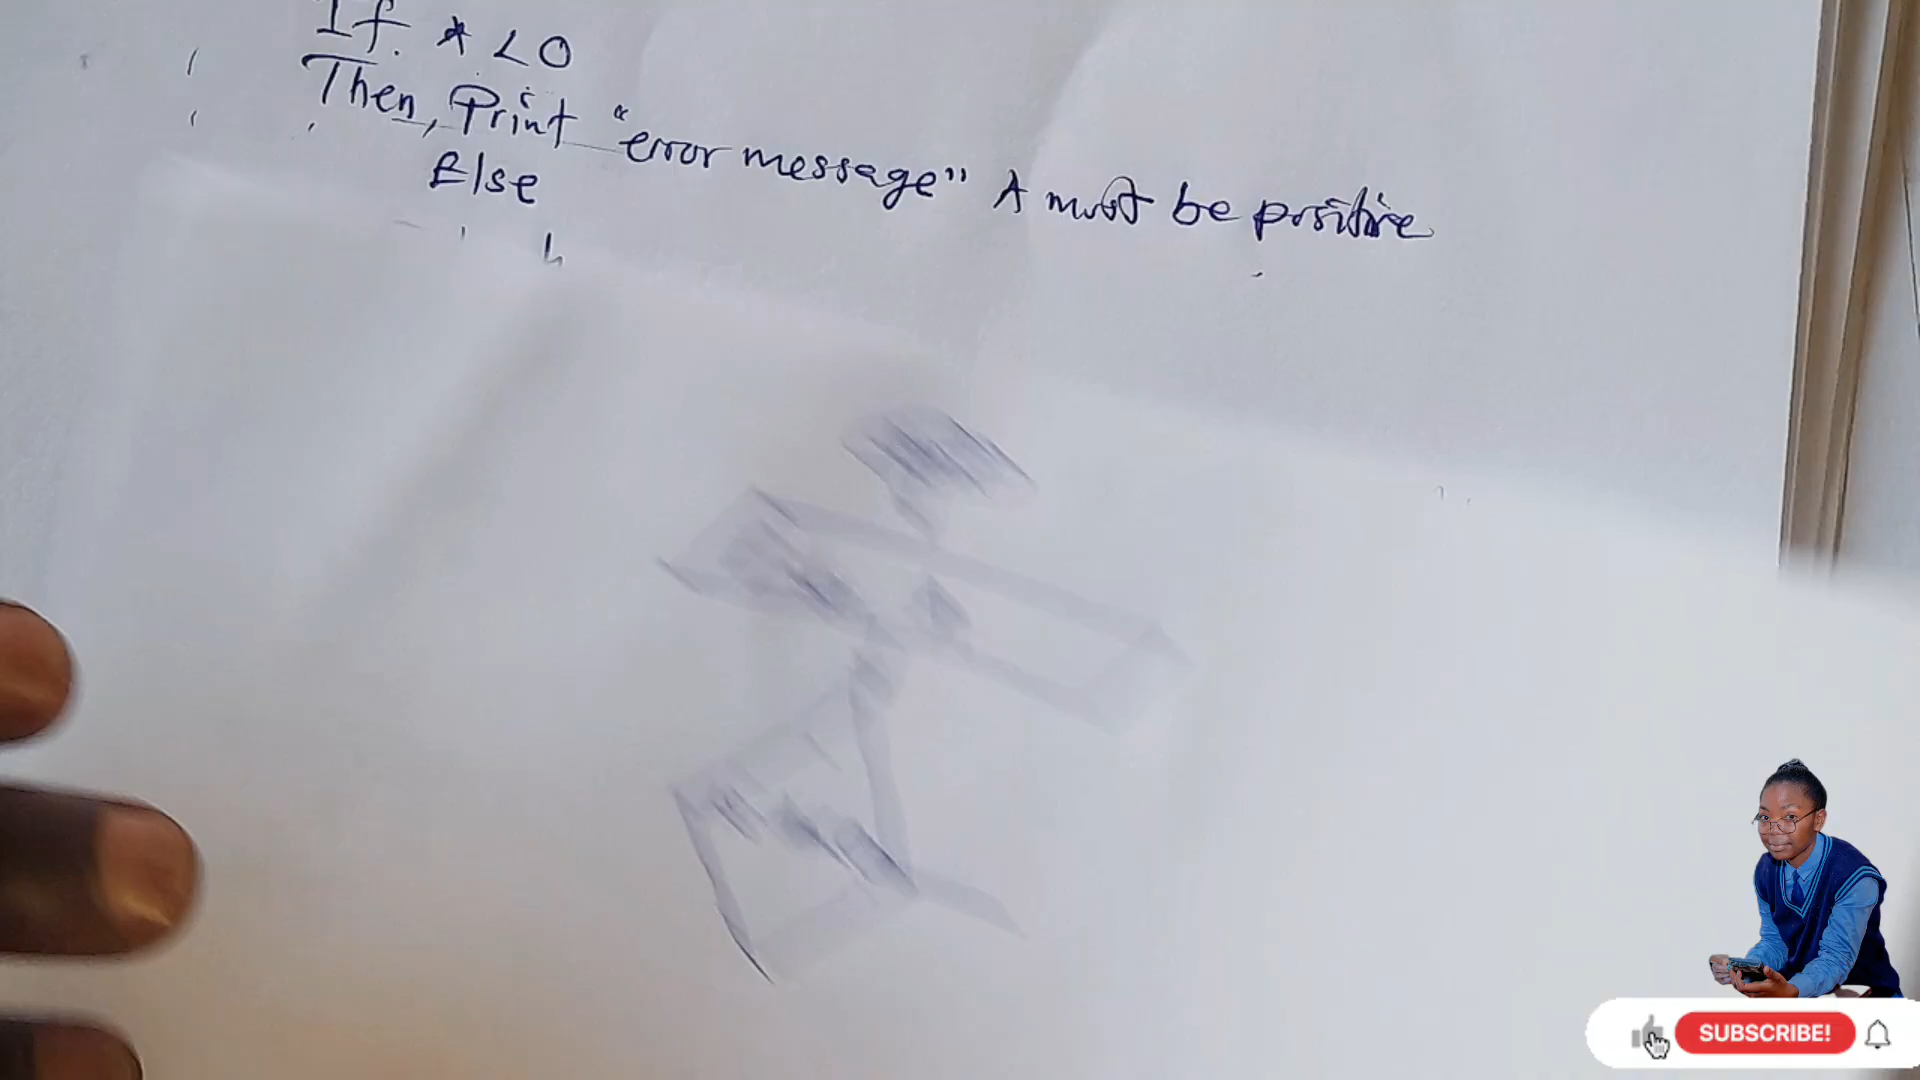 If A < 0
Then, Print "error message" A must be positive
Else
SUBSCRIBE!